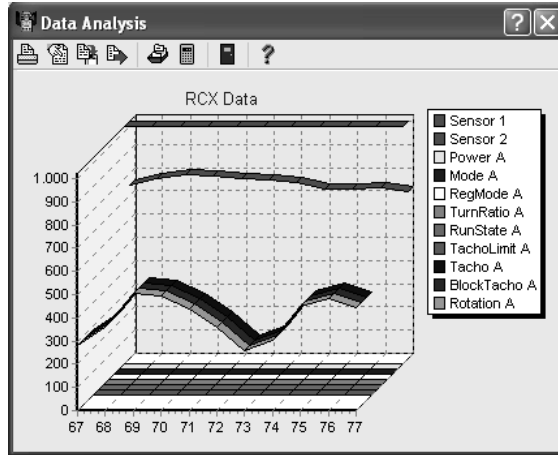 Data Analysis
RCX Data
1.000
900
800
700
600
500
400
300
200
100
0
67 68 69 70 71 72 73 74 75 76 77
Sensor 1
Sensor 2
Power A
Mode A
RegMode A
TurnRatio A
RunState A
TachoLimit A
Tacho A
BlockTacho A
Rotation A